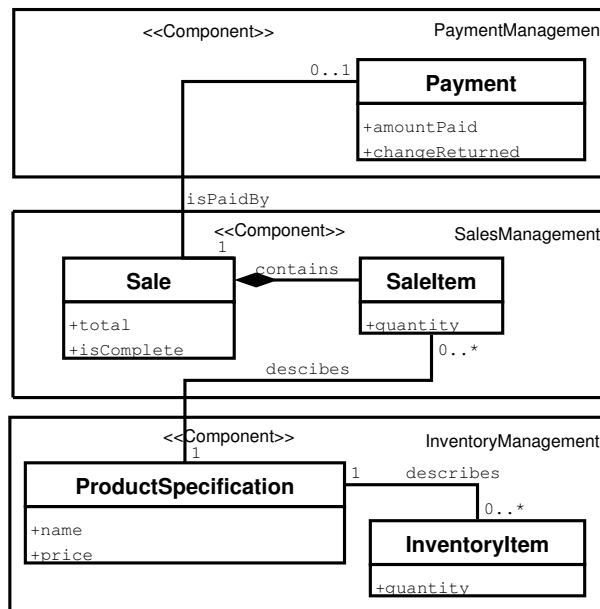 <<Component>> PaymentManagemen
0..1
Payment
+amountPaid
+changeReturned
isPaidBy
<<Component>> SalesManagement
1
Sale
contains
SaleItem
+total
+isComplete
+quantity
0..*
descibes
<<Component>> InventoryManagement
1
ProductSpecification
1
describes
+name
+price
0..*
InventoryItem
+quantity